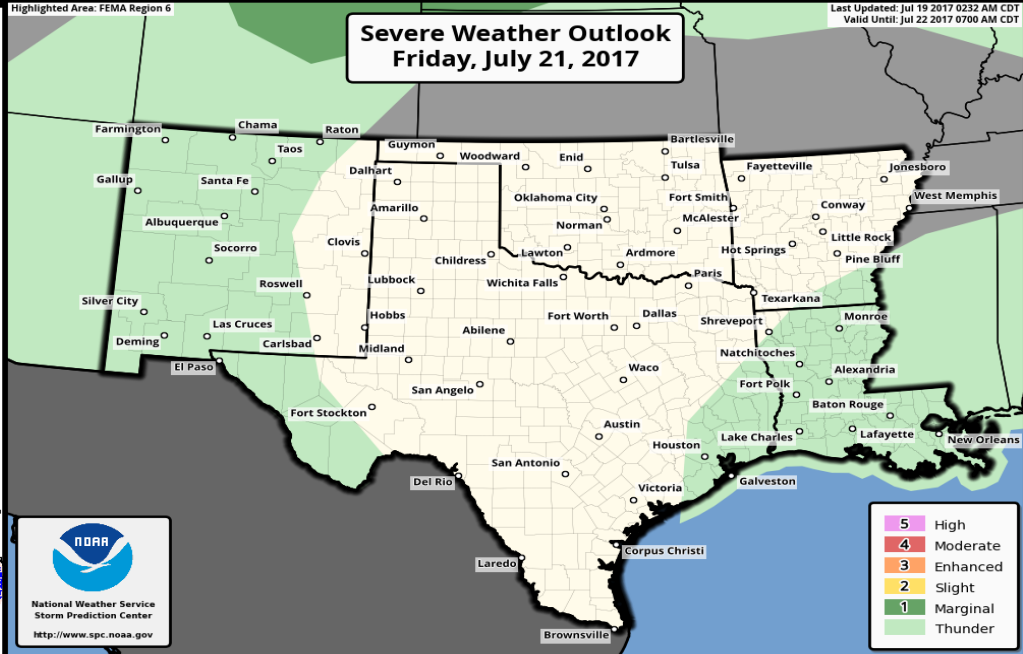 Highlighted Area: FEMA Region 6
Last Updated: Jul 19 2017 0232 AM CDT
Valid Until: Jul 22 2017 0700 AM CDT
Severe Weather Outlook
Friday, July 21, 2017
Farmington
Chama
Raton
Taos
Guymon
Woodward
Enid
Bartlesville
Tulsa
Fayetteville
Jonesboro
Gallup
Santa Fe
Dalhart
Oklahoma City
Fort Smith
West Memphis
Albuquerque
Amarillo
Norman
McAlester
Conway
Socorro
Clovis
Childress
Lawton
Ardmore
Hot Springs
Little Rock
Pine Bluff
Roswell
Lubbock
Wichita Falls
Paris
Texarkana
Silver City
Las Cruces
Hobbs
Abilene
Fort Worth
Dallas
Shreveport
Monroe
Deming
Carlsbad
Midland
Natchitoches
El Paso
San Angelo
Waco
Fort Polk
Alexandria
Fort Stockton
Austin
Houston
Lake Charles
Baton Rouge
Lafayette
New Orleans
Del Rio
San Antonio
Victoria
Galveston
Laredo
Corpus Christi
Brownsville
NOAA
National Weather Service
Storm Prediction Center
http://www.spc.noaa.gov
5 High
4 Moderate
3 Enhanced
2 Slight
1 Marginal
Thunder